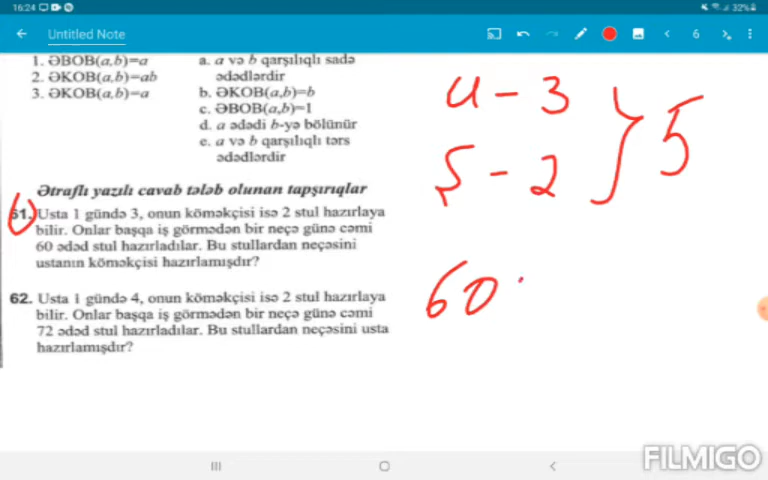 16:24
32%
Untitled Note
6
1. ƏBOB(a,b)=a
2. ƏKOB(a,b)=ab
3. ƏKOB(a,b)=a
a. a və b qarşılıqlı sadə
ədədlərdir
b. ƏKOB(a,b)=b
c. ƏBOB(a,b)=1
d. a ədədi b-yə bölünür
e. a və b qarşılıqlı tərs
ədədlərdir
Ətraflı yazılı cavab tələb olunan tapşırıqlar
61. Usta 1 gündə 3, onun köməkçisi isə 2 stul hazırlaya
bilir. Onlar başqa iş görmədən bir neçə günə cəmi
60 ədəd stul hazırladılar. Bu stullardan neçəsini
ustanın köməkçisi hazırlamışdır?
62. Usta 1 gündə 4, onun köməkçisi isə 2 stul hazırlaya
bilir. Onlar başqa iş görmədən bir neçə günə cəmi
72 ədəd stul hazırladılar. Bu stullardan neçəsini usta
hazırlamışdır?
u - 3
ş - 2
5
60
FILMIGO